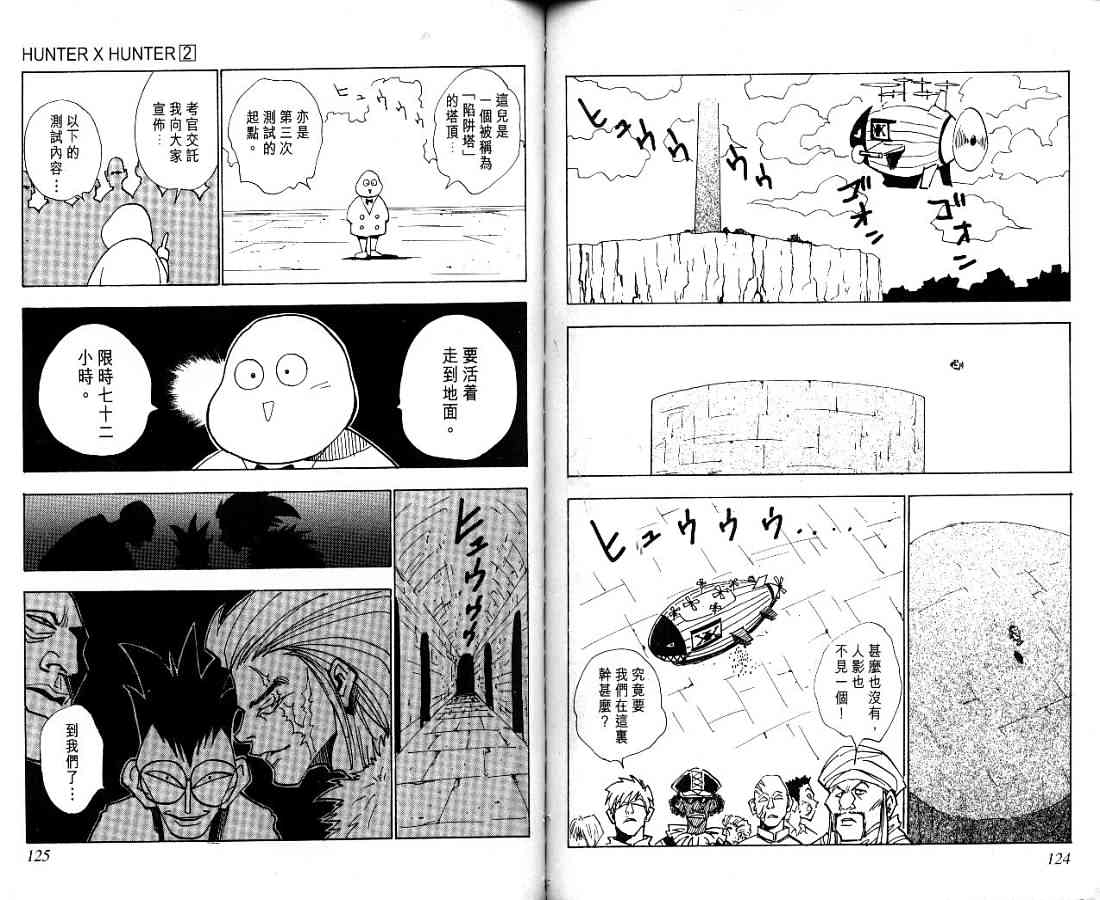 HUNTER X HUNTER 2
ヒュウウウ
ウウ
ゴオン
ゴオン
ヒュウウウ....
甚麼也沒有，
人影也
不見一個！
究竟要
我們在這裏
幹甚麼？
124
這兒是
一個被稱為
「陷阱塔」
的塔頂…
亦是
第三次
測試的
起點。
考官交託
我向大家
宣佈…
以下的
測試內容…
要活着
走到地面。
限時七十二
小時。
ヒュウウウ
到我們了…
125